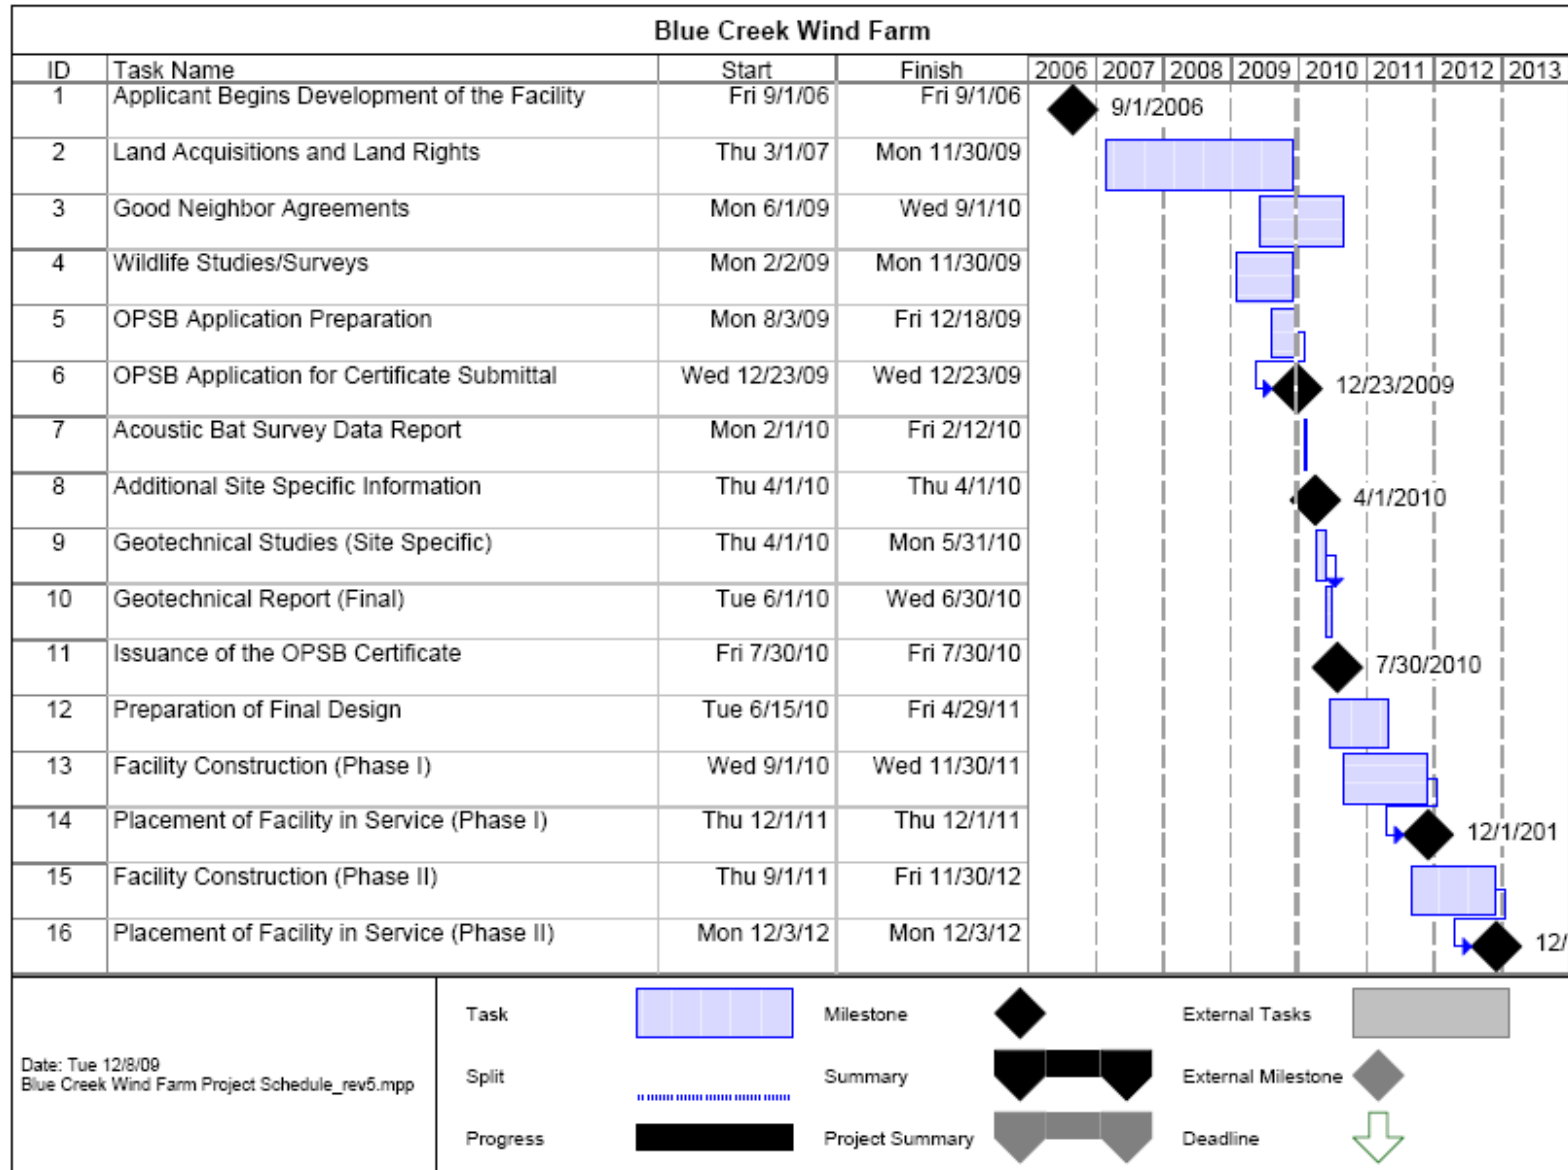 Blue Creek Wind Farm
ID Task Name Start Finish 2006 2007 2008 2009 2010 2011 2012 2013
1 Applicant Begins Development of the Facility Fri 9/1/06 Fri 9/1/06 9/1/2006
2 Land Acquisitions and Land Rights Thu 3/1/07 Mon 11/30/09
3 Good Neighbor Agreements Mon 6/1/09 Wed 9/1/10
4 Wildlife Studies/Surveys Mon 2/2/09 Mon 11/30/09
5 OPSB Application Preparation Mon 8/3/09 Fri 12/18/09
6 OPSB Application for Certificate Submittal Wed 12/23/09 Wed 12/23/09 12/23/2009
7 Acoustic Bat Survey Data Report Mon 2/1/10 Fri 2/12/10
8 Additional Site Specific Information Thu 4/1/10 Thu 4/1/10 4/1/2010
9 Geotechnical Studies (Site Specific) Thu 4/1/10 Mon 5/31/10
10 Geotechnical Report (Final) Tue 6/1/10 Wed 6/30/10
11 Issuance of the OPSB Certificate Fri 7/30/10 Fri 7/30/10 7/30/2010
12 Preparation of Final Design Tue 6/15/10 Fri 4/29/11
13 Facility Construction (Phase I) Wed 9/1/10 Wed 11/30/11
14 Placement of Facility in Service (Phase I) Thu 12/1/11 Thu 12/1/11 12/1/201
15 Facility Construction (Phase II) Thu 9/1/11 Fri 11/30/12
16 Placement of Facility in Service (Phase II) Mon 12/3/12 Mon 12/3/12 12/
Date: Tue 12/8/09
Blue Creek Wind Farm Project Schedule_rev5.mpp
Task Milestone External Tasks
Split Summary External Milestone
Progress Project Summary Deadline